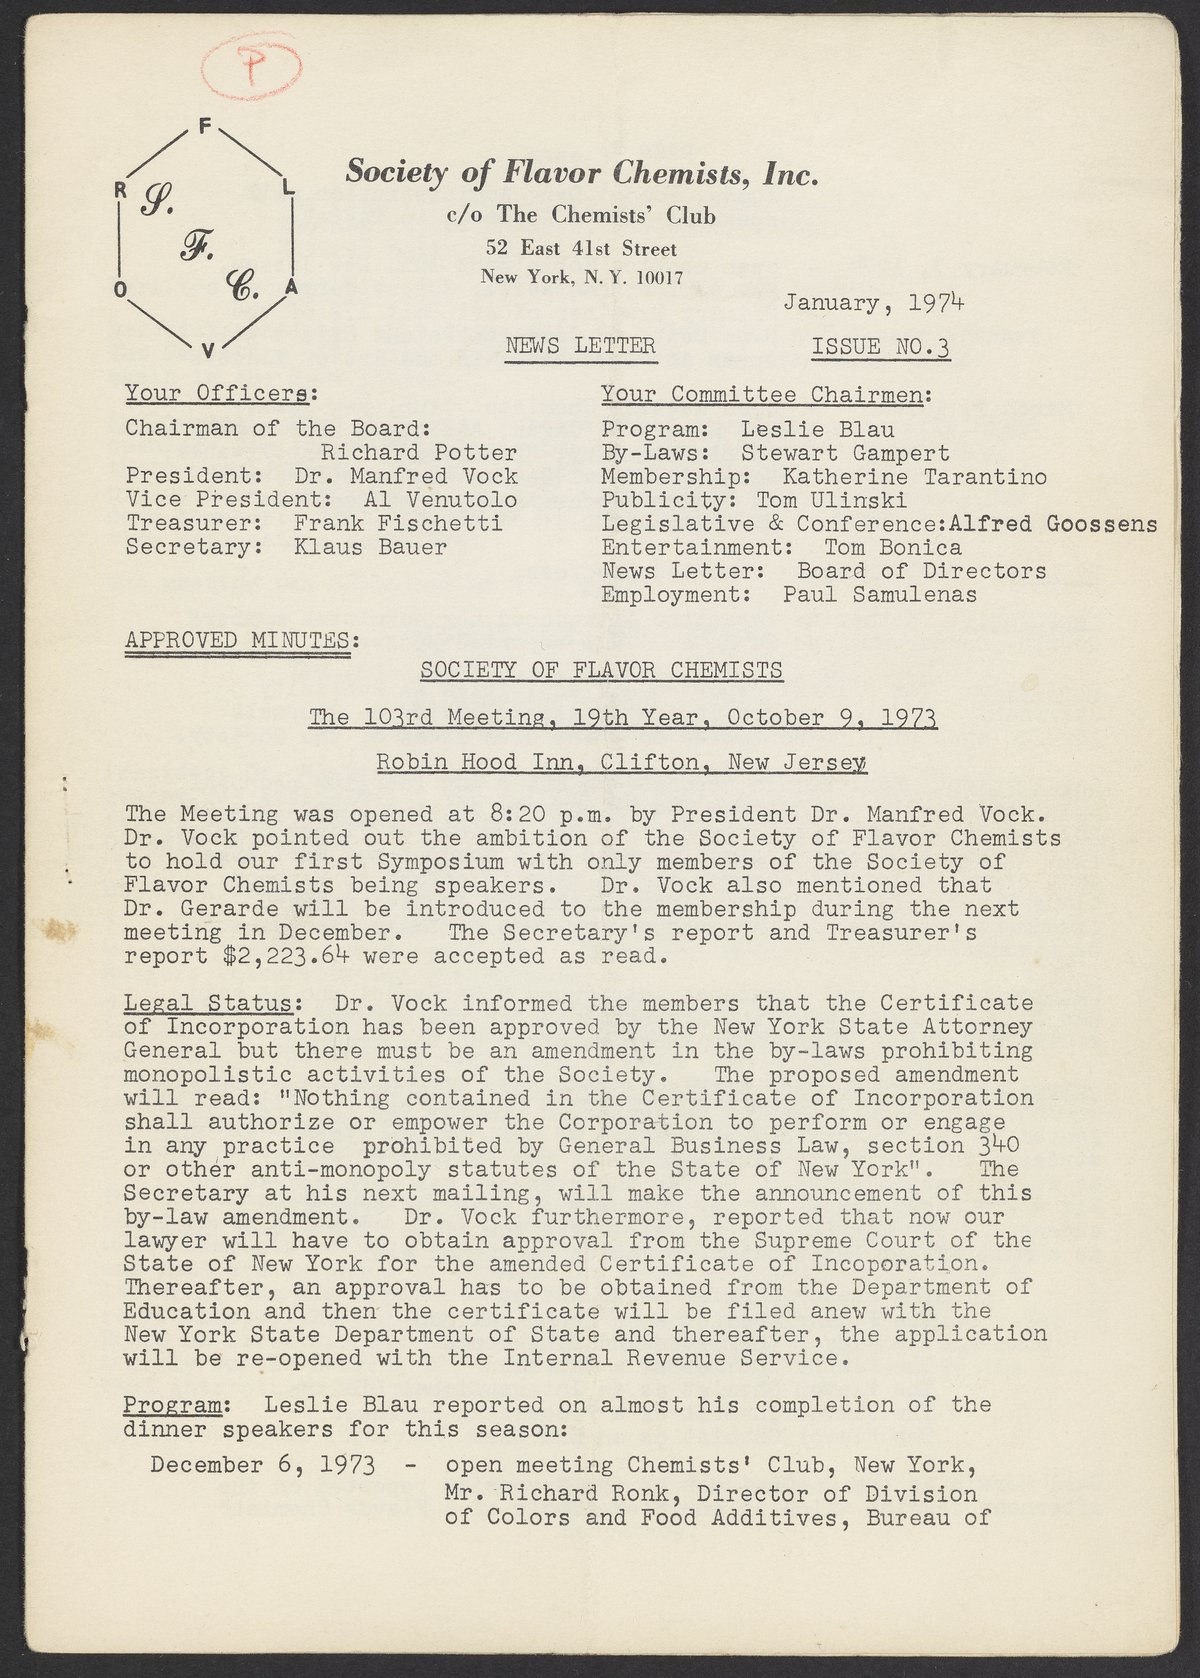 P
F
R L
S.
F.
C.
O A
V
Society of Flavor Chemists, Inc.
c/o The Chemists' Club
52 East 41st Street
New York, N. Y. 10017
January, 1974
NEWS LETTER ISSUE NO.3
Your Officers:
Chairman of the Board:
Richard Potter
President: Dr. Manfred Vock
Vice President: Al Venutolo
Treasurer: Frank Fischetti
Secretary: Klaus Bauer
Your Committee Chairmen:
Program: Leslie Blau
By-Laws: Stewart Gampert
Membership: Katherine Tarantino
Publicity: Tom Ulinski
Legislative & Conference:Alfred Goossens
Entertainment: Tom Bonica
News Letter: Board of Directors
Employment: Paul Samulenas
APPROVED MINUTES:
SOCIETY OF FLAVOR CHEMISTS
The 103rd Meeting, 19th Year, October 9, 1973
Robin Hood Inn, Clifton, New Jersey
The Meeting was opened at 8:20 p.m. by President Dr. Manfred Vock.
Dr. Vock pointed out the ambition of the Society of Flavor Chemists
to hold our first Symposium with only members of the Society of
Flavor Chemists being speakers. Dr. Vock also mentioned that
Dr. Gerarde will be introduced to the membership during the next
meeting in December. The Secretary's report and Treasurer's
report $2,223.64 were accepted as read.
Legal Status: Dr. Vock informed the members that the Certificate
of Incorporation has been approved by the New York State Attorney
General but there must be an amendment in the by-laws prohibiting
monopolistic activities of the Society. The proposed amendment
will read: "Nothing contained in the Certificate of Incorporation
shall authorize or empower the Corporation to perform or engage
in any practice prohibited by General Business Law, section 340
or other anti-monopoly statutes of the State of New York". The
Secretary at his next mailing, will make the announcement of this
by-law amendment. Dr. Vock furthermore, reported that now our
lawyer will have to obtain approval from the Supreme Court of the
State of New York for the amended Certificate of Incoporation.
Thereafter, an approval has to be obtained from the Department of
Education and then the certificate will be filed anew with the
New York State Department of State and thereafter, the application
will be re-opened with the Internal Revenue Service.
Program: Leslie Blau reported on almost his completion of the
dinner speakers for this season:
December 6, 1973 - open meeting Chemists' Club, New York,
Mr. Richard Ronk, Director of Division
of Colors and Food Additives, Bureau of